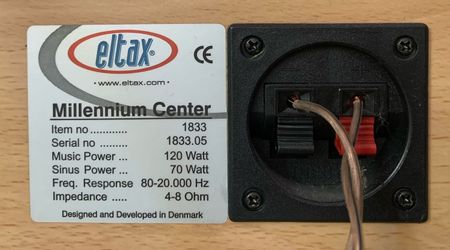 eltax®
• www.eltax.com •
CE
Millennium Center
Item no ............ 1833
Serial no .......... 1833.05
Music Power ... 120 Watt
Sinus Power ... 70 Watt
Freq. Response 80-20.000 Hz
Impedance ..... 4-8 Ohm
Designed and Developed in Denmark